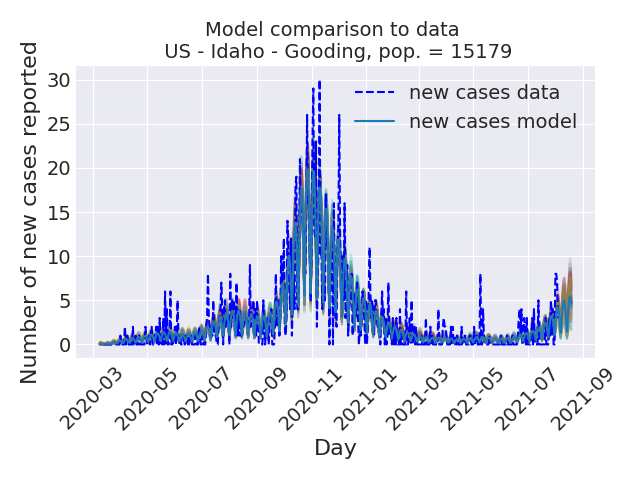 Model comparison to data
US - Idaho - Gooding, pop. = 15179
Number of new cases reported
30
25
20
15
10
5
0
new cases data
new cases model
2020-03
2020-05
2020-07
2020-09
2020-11
2021-01
2021-03
2021-05
2021-07
2021-09
Day